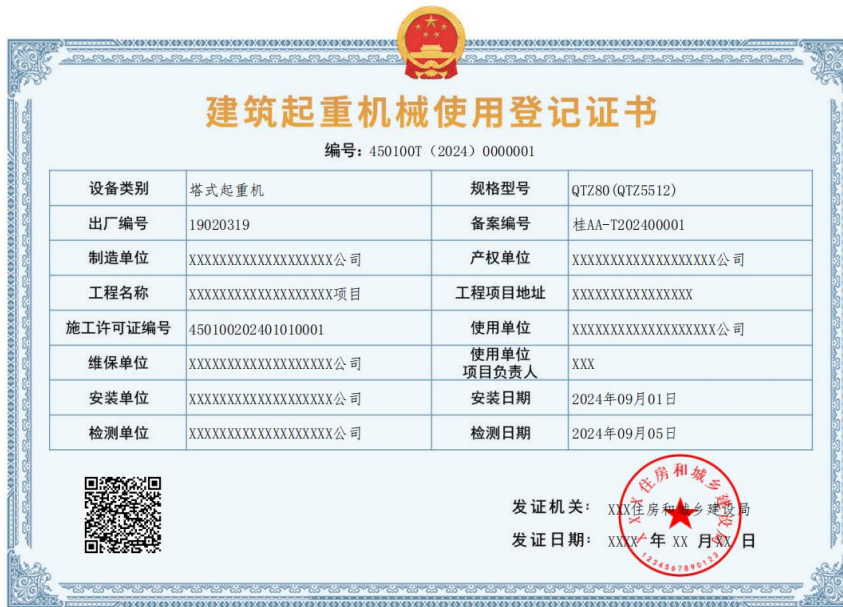 建筑起重机械使用登记证书
编号: 450100T（2024）0000001
设备类别 塔式起重机 规格型号 QTZ80(QTZ5512)
出厂编号 19020319 备案编号 桂AA-T202400001
制造单位 XXXXXXXXXXXXXXXXXXX公司 产权单位 XXXXXXXXXXXXXXXXXXX公司
工程名称 XXXXXXXXXXXXXXXXXXX项目 工程项目地址 XXXXXXXXXXXXXXXX
施工许可证编号 450100202401010001 使用单位 XXXXXXXXXXXXXXXXXXX公司
维保单位 XXXXXXXXXXXXXXXXXXX公司 使用单位
项目负责人 XXX
安装单位 XXXXXXXXXXXXXXXXXXX公司 安装日期 2024年09月01日
检测单位 XXXXXXXXXXXXXXXXXXX公司 检测日期 2024年09月05日
发证机关: XXX住房和城乡建设局
发证日期: XXXX 年 XX 月 XX 日
XXX住房和城乡建设局
1234567890123